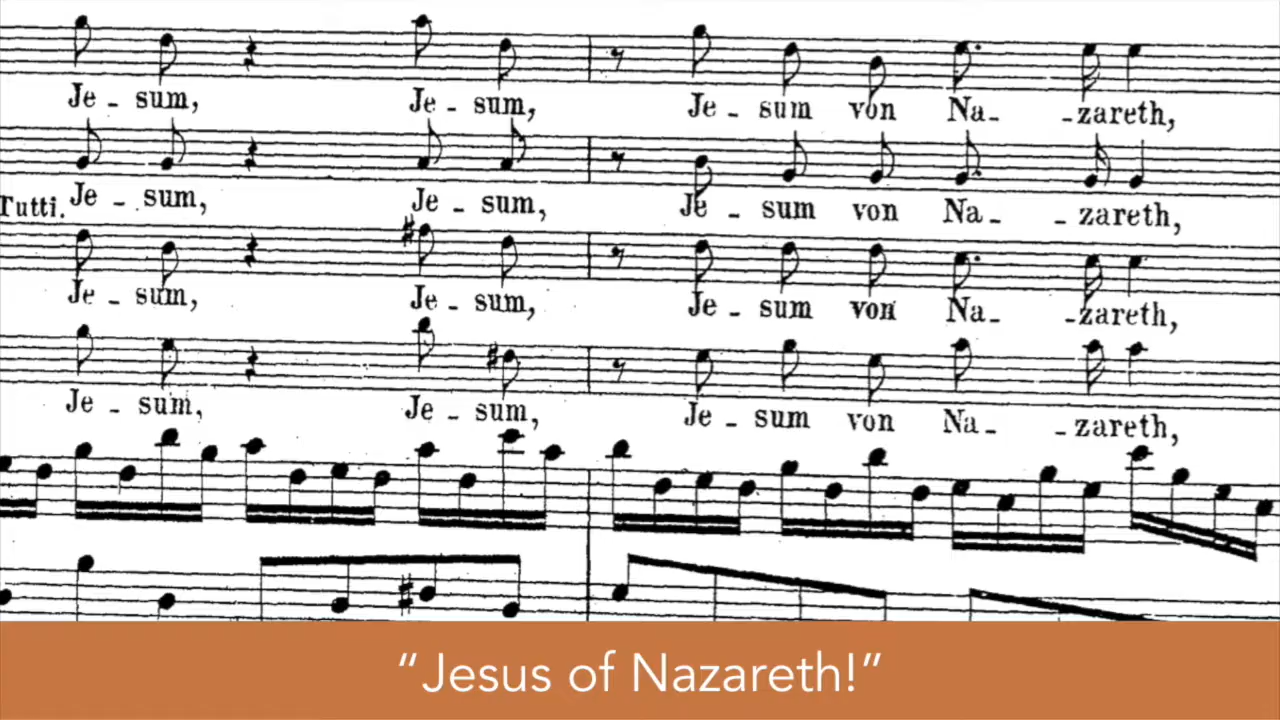 Je - sum, Je - sum, Je - sum von Na - - zareth,
Je - sum, Je - sum, Je - sum von Na - - zareth,
Tutti.
Je - sum, Je - sum, Je - sum von Na - - zareth,
Je - sum, Je - sum, Je - sum von Na - - zareth,
“Jesus of Nazareth!”